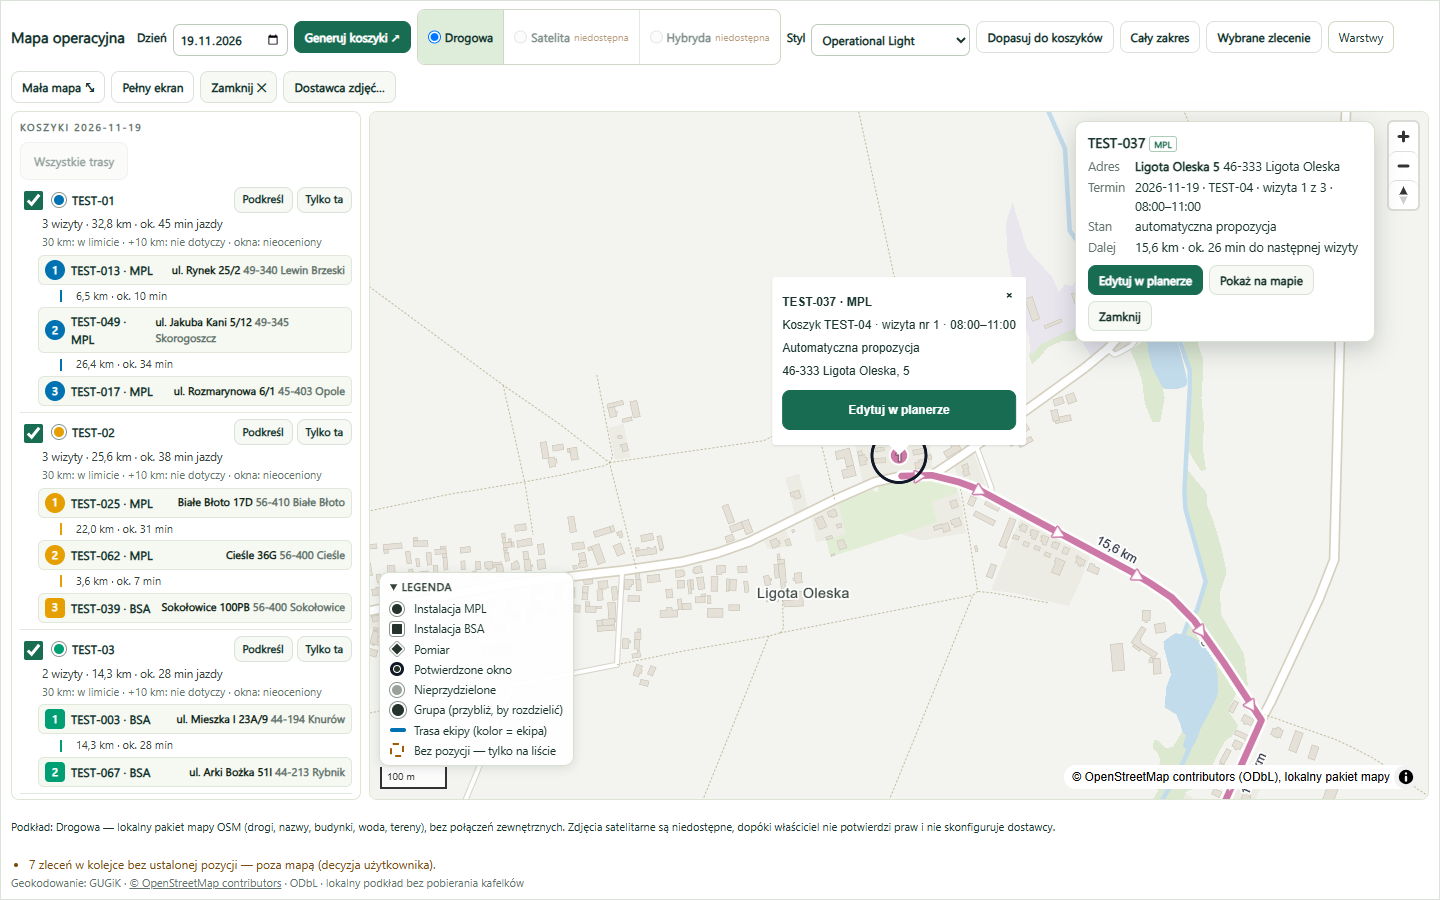 Mapa operacyjna Dzień 19.11.2026 Generuj koszyki ↗ Drogowa Satelita niedostępna Hybryda niedostępna Styl Operational Light Dopasuj do koszyków Cały zakres Wybrane zlecenie Warstwy
Mała mapa ⤡ Pełny ekran Zamknij ✕ Dostawca zdjęć...
KOSZYKI 2026-11-19
Wszystkie trasy
TEST-01 Podkreśl Tylko ta
3 wizyty · 32,8 km · ok. 45 min jazdy
30 km: w limicie · +10 km: nie dotyczy · okna: nieoceniony
1 TEST-013 · MPL ul. Rynek 25/2 49-340 Lewin Brzeski
6,5 km · ok. 10 min
2 TEST-049 · MPL ul. Jakuba Kani 5/12 49-345 Skorogoszcz
26,4 km · ok. 34 min
3 TEST-017 · MPL ul. Rozmarynowa 6/1 45-403 Opole
TEST-02 Podkreśl Tylko ta
3 wizyty · 25,6 km · ok. 38 min jazdy
30 km: w limicie · +10 km: nie dotyczy · okna: nieoceniony
1 TEST-025 · MPL Białe Błoto 17D 56-410 Białe Błoto
22,0 km · ok. 31 min
2 TEST-062 · MPL Cieśle 36G 56-400 Cieśle
3,6 km · ok. 7 min
3 TEST-039 · BSA Sokołowice 100PB 56-400 Sokołowice
TEST-03 Podkreśl Tylko ta
2 wizyty · 14,3 km · ok. 28 min jazdy
30 km: w limicie · +10 km: nie dotyczy · okna: nieoceniony
1 TEST-003 · BSA ul. Mieszka I 23A/9 44-194 Knurów
14,3 km · ok. 28 min
2 TEST-067 · BSA ul. Arki Bożka 51I 44-213 Rybnik
TEST-037 MPL
Adres Ligota Oleska 5 46-333 Ligota Oleska
Termin 2026-11-19 · TEST-04 · wizyta 1 z 3 ·
08:00–11:00
Stan automatyczna propozycja
Dalej 15,6 km · ok. 26 min do następnej wizyty
Edytuj w planerze Pokaż na mapie
Zamknij
TEST-037 · MPL ×
Koszyk TEST-04 · wizyta nr 1 · 08:00–11:00
Automatyczna propozycja
46-333 Ligota Oleska, 5
Edytuj w planerze
1
15,6 km
Ligota Oleska
▼ LEGENDA
Instalacja MPL
Instalacja BSA
Pomiar
Potwierdzone okno
Nieprzydzielone
Grupa (przybliż, by rozdzielić)
Trasa ekipy (kolor = ekipa)
Bez pozycji — tylko na liście
100 m
© OpenStreetMap contributors (ODbL), lokalny pakiet mapy
Podkład: Drogowa — lokalny pakiet mapy OSM (drogi, nazwy, budynki, woda, tereny), bez połączeń zewnętrznych. Zdjęcia satelitarne są niedostępne, dopóki właściciel nie potwierdzi praw i nie skonfiguruje dostawcy.
• 7 zleceń w kolejce bez ustalonej pozycji — poza mapą (decyzja użytkownika).
Geokodowanie: GUGiK · © OpenStreetMap contributors · ODbL · lokalny podkład bez pobierania kafelków